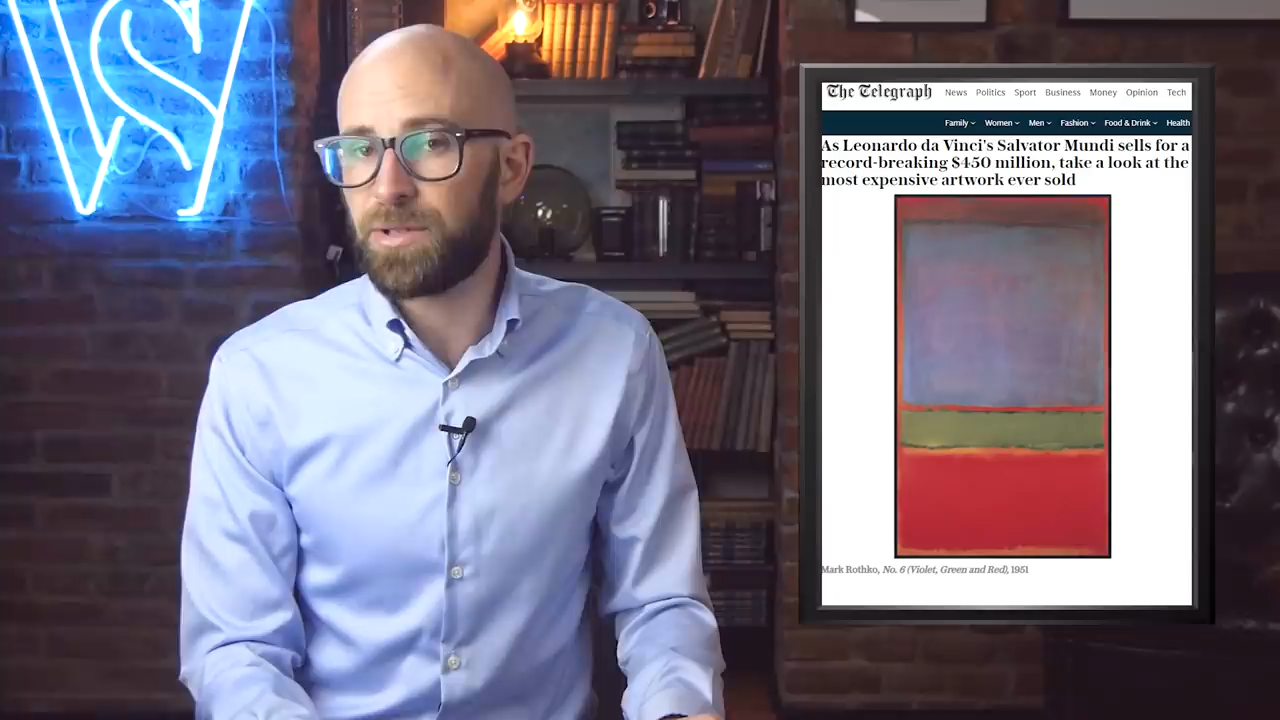 The Telegraph
News Politics Sport Business Money Opinion Tech
Family Women Men Fashion Food & Drink Health
As Leonardo da Vinci's Salvator Mundi sells for a
record-breaking $450 million, take a look at the
most expensive artwork ever sold
Mark Rothko, No. 6 (Violet, Green and Red), 1951